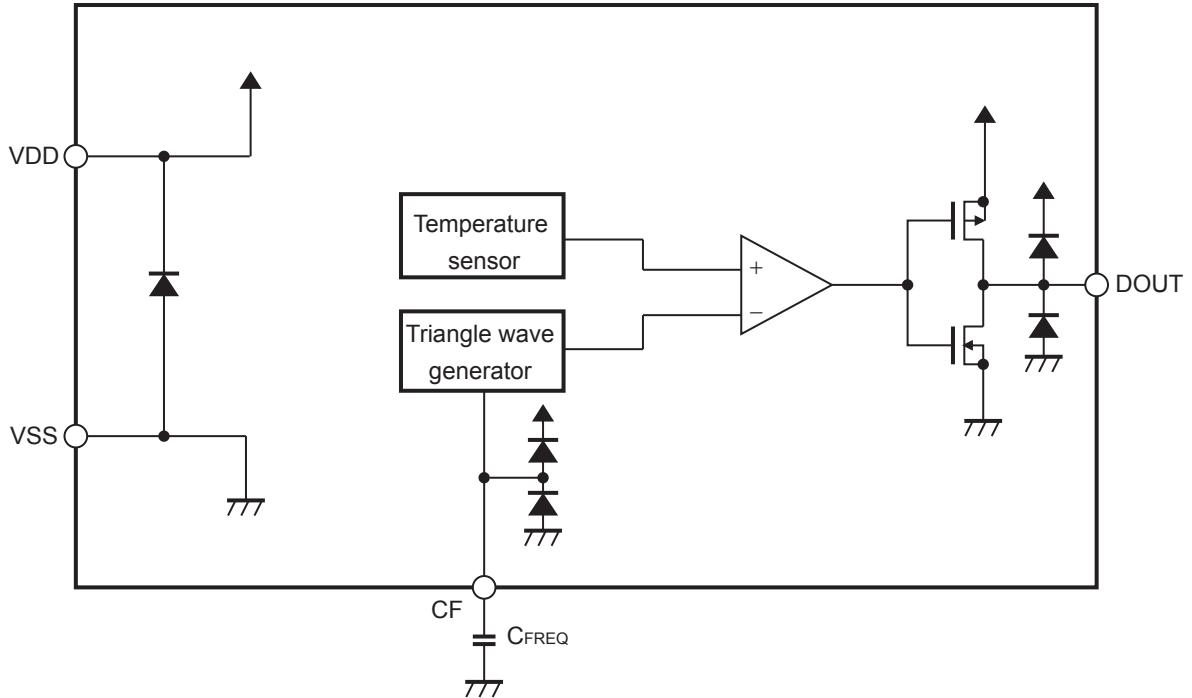 VDD
Temperature
sensor
+
−
DOUT
Triangle wave
generator
VSS
CF
CFREQ